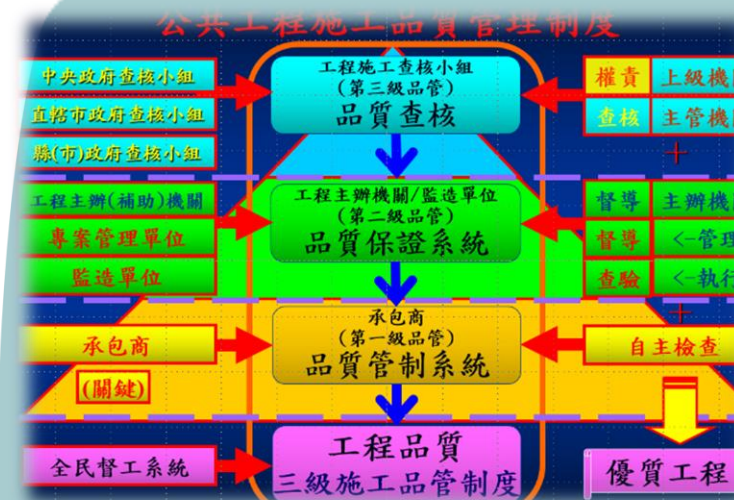 公共工程施工品質管理制度
中央政府查核小組
直轄市政府查核小組
縣(市)政府查核小組
工程施工查核小組
(第三級品管)
品質查核
權責 上級機關
查核 主管機關
+
工程主辦(補助)機關
專案管理單位
監造單位
工程主辦機關/監造單位
(第二級品管)
品質保證系統
督導 主辦機關
督導 <-管理
查驗 <-執行
+
承包商
(關鍵)
承包商
(第一級品管)
品質管制系統
自主檢查
全民督工系統
工程品質
三級施工品管制度
優質工程